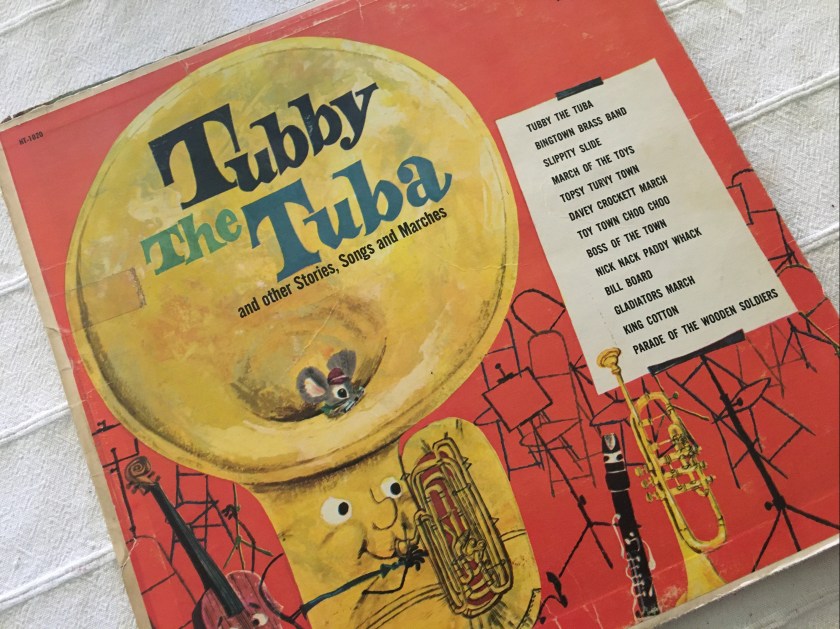 KT-1020
Tubby
The Tuba
and other Stories, Songs and Marches
TUBBY THE TUBA
BINGTOWN BRASS BAND
SLIPPITY SLIDE
MARCH OF THE TOYS
TOPSY TURVY TOWN
DAVEY CROCKETT MARCH
TOY TOWN CHOO CHOO
BOSS OF THE TOWN
NICK NACK PADDY WHACK
BILL BOARD
GLADIATORS MARCH
KING COTTON
PARADE OF THE WOODEN SOLDIERS